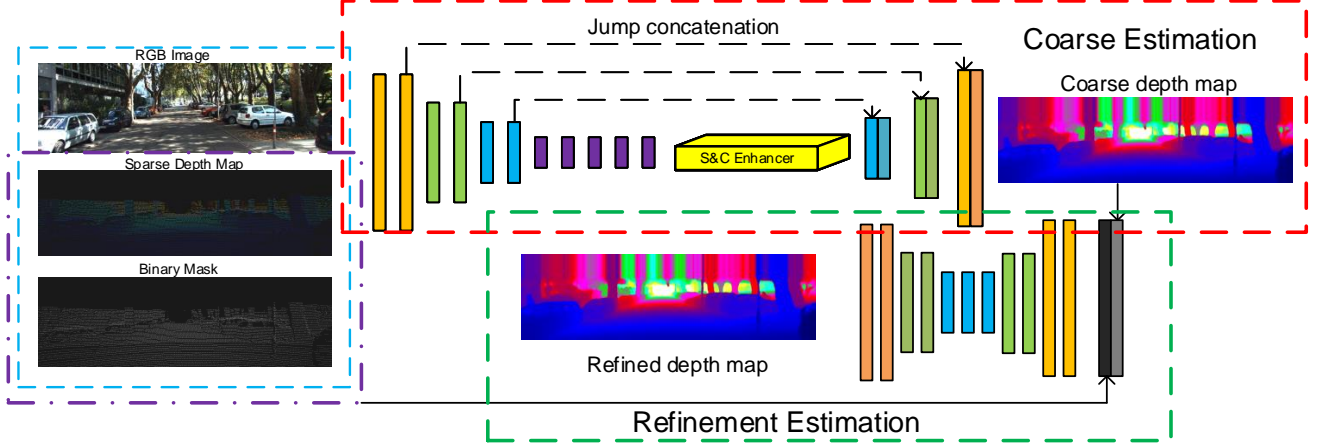 RGB Image
Sparse Depth Map
Binary Mask
Jump concatenation
Coarse Estimation
Coarse depth map
S&C Enhancer
Refined depth map
Refinement Estimation